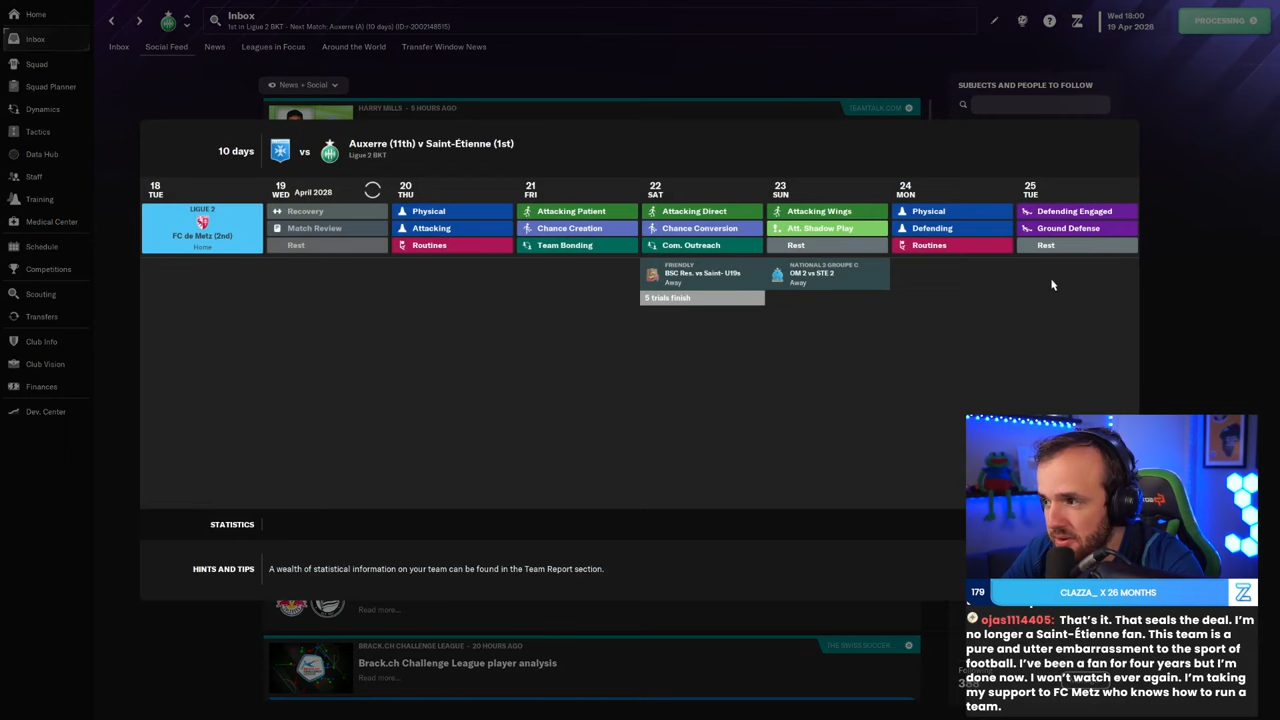 Home
Inbox
Squad
Squad Planner
Dynamics
Tactics
Data Hub
Staff
Training
Medical Center
Schedule
Competitions
Scouting
Transfers
Club Info
Club Vision
Finances
Dev. Center
Inbox
1st in Ligue 2 BKT - Next Match: Auxerre (A) (10 days) (ID:r-2002148515)
Wed 18:00
19 Apr 2028
PROCESSING
Inbox
Social Feed
News
Leagues in Focus
Around the World
Transfer Window News
News + Social
SUBJECTS AND PEOPLE TO FOLLOW
HARRY MILLS - 5 HOURS AGO
TEAMTALK.COM
10 days
vs
Auxerre (11th) v Saint-Étienne (1st)
Ligue 2 BKT
18
TUE
19
WED
April 2028
20
THU
21
FRI
22
SAT
23
SUN
24
MON
25
TUE
LIGUE 2
FC de Metz (2nd)
Home
Recovery
Match Review
Rest
Physical
Attacking
Routines
Attacking Patient
Chance Creation
Team Bonding
Attacking Direct
Chance Conversion
Com. Outreach
Attacking Wings
Att. Shadow Play
Rest
Physical
Defending
Routines
Defending Engaged
Ground Defense
Rest
FRIENDLY
BSC Res. vs Saint- U19s
Away
5 trials finish
NATIONAL 2 GROUPE C
OM 2 vs STE 2
Away
STATISTICS
HINTS AND TIPS
A wealth of statistical information on your team can be found in the Team Report section.
Read more...
BRACK.CH CHALLENGE LEAGUE - 20 HOURS AGO
THE SWISS SOCCER...
Brack.ch Challenge League player analysis
Read more...
179
CLAZZA_ X 26 MONTHS
ojas1114405: That's it. That seals the deal. I'm
no longer a Saint-Étienne fan. This team is a
pure and utter embarrassment to the sport of
football. I've been a fan for four years but I'm
done now. I won't watch ever again. I'm taking
my support to FC Metz who knows how to run a
team.